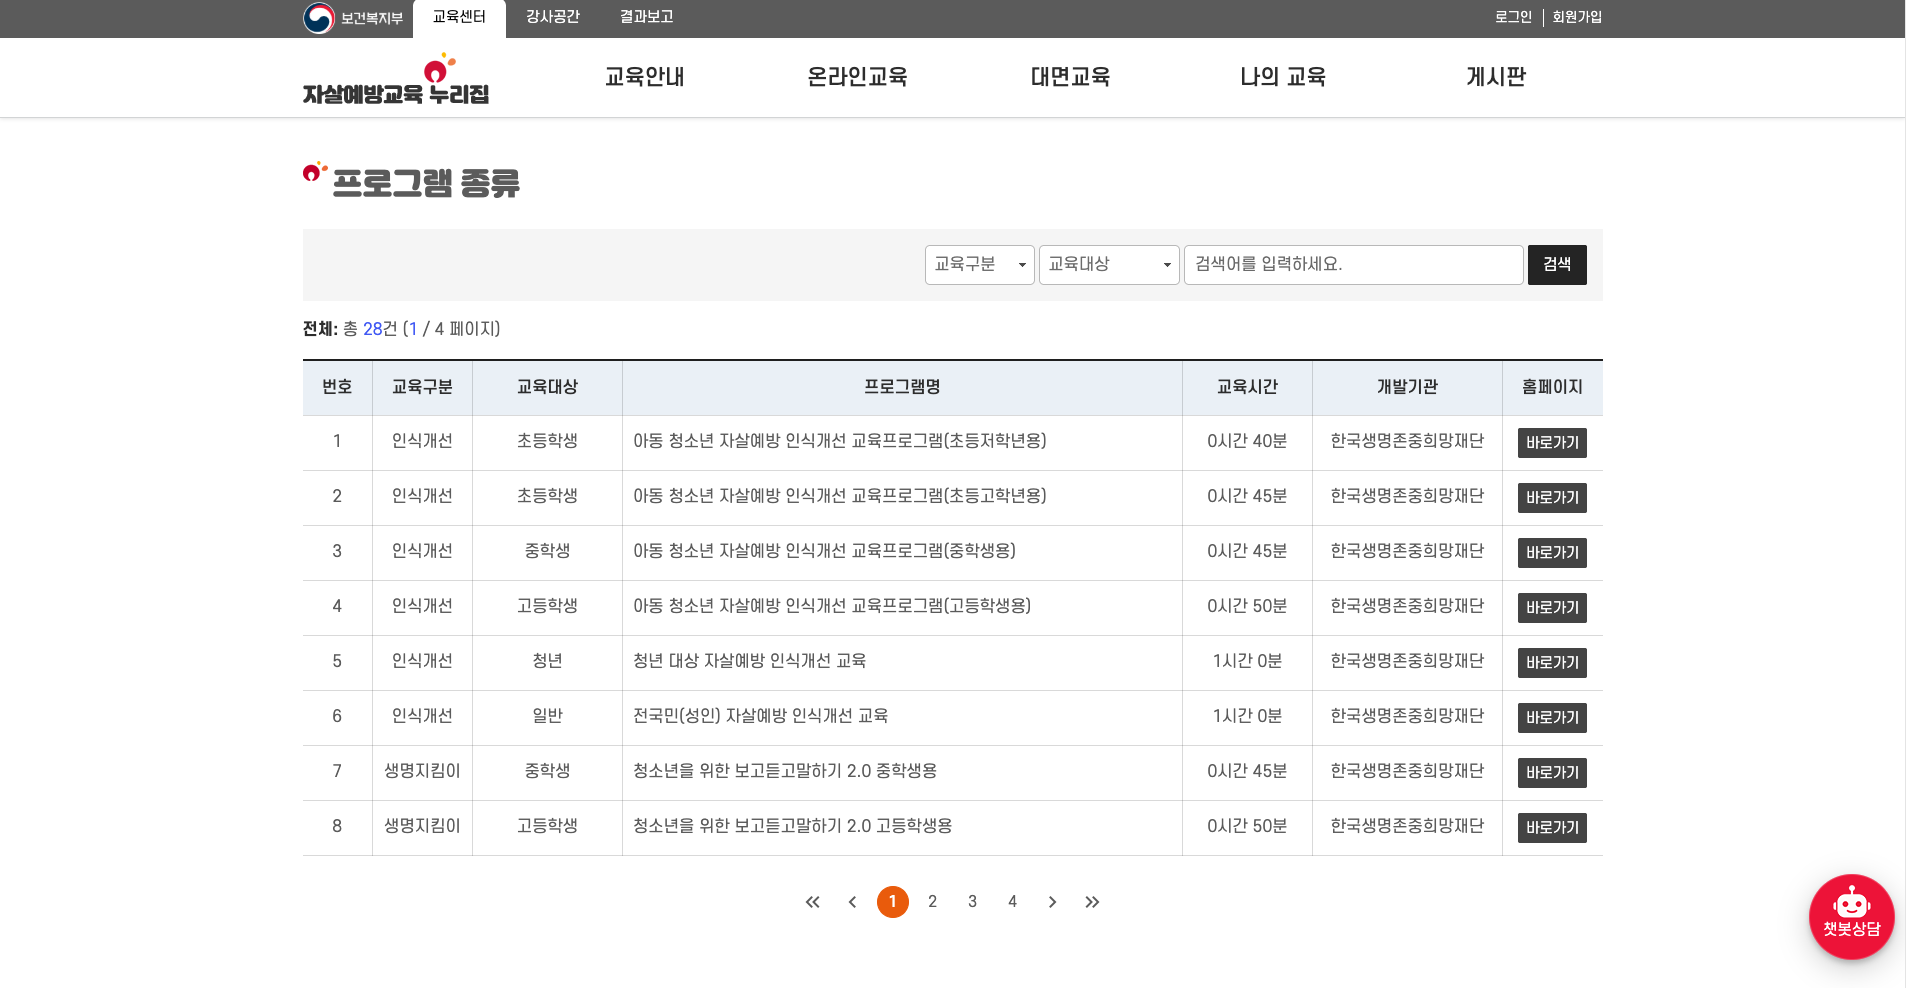 보건복지부 교육센터 강사공간 결과보고 로그인 회원가입
자살예방교육 누리집 교육안내 온라인교육 대면교육 나의 교육 게시판
프로그램 종류
교육구분 교육대상 검색어를 입력하세요. 검색
전체: 총 28건 (1 / 4 페이지)
번호 교육구분 교육대상 프로그램명 교육시간 개발기관 홈페이지
1 인식개선 초등학생 아동 청소년 자살예방 인식개선 교육프로그램(초등저학년용) 0시간 40분 한국생명존중희망재단 바로가기
2 인식개선 초등학생 아동 청소년 자살예방 인식개선 교육프로그램(초등고학년용) 0시간 45분 한국생명존중희망재단 바로가기
3 인식개선 중학생 아동 청소년 자살예방 인식개선 교육프로그램(중학생용) 0시간 45분 한국생명존중희망재단 바로가기
4 인식개선 고등학생 아동 청소년 자살예방 인식개선 교육프로그램(고등학생용) 0시간 50분 한국생명존중희망재단 바로가기
5 인식개선 청년 청년 대상 자살예방 인식개선 교육 1시간 0분 한국생명존중희망재단 바로가기
6 인식개선 일반 전국민(성인) 자살예방 인식개선 교육 1시간 0분 한국생명존중희망재단 바로가기
7 생명지킴이 중학생 청소년을 위한 보고듣고말하기 2.0 중학생용 0시간 45분 한국생명존중희망재단 바로가기
8 생명지킴이 고등학생 청소년을 위한 보고듣고말하기 2.0 고등학생용 0시간 50분 한국생명존중희망재단 바로가기
1 2 3 4
챗봇상담